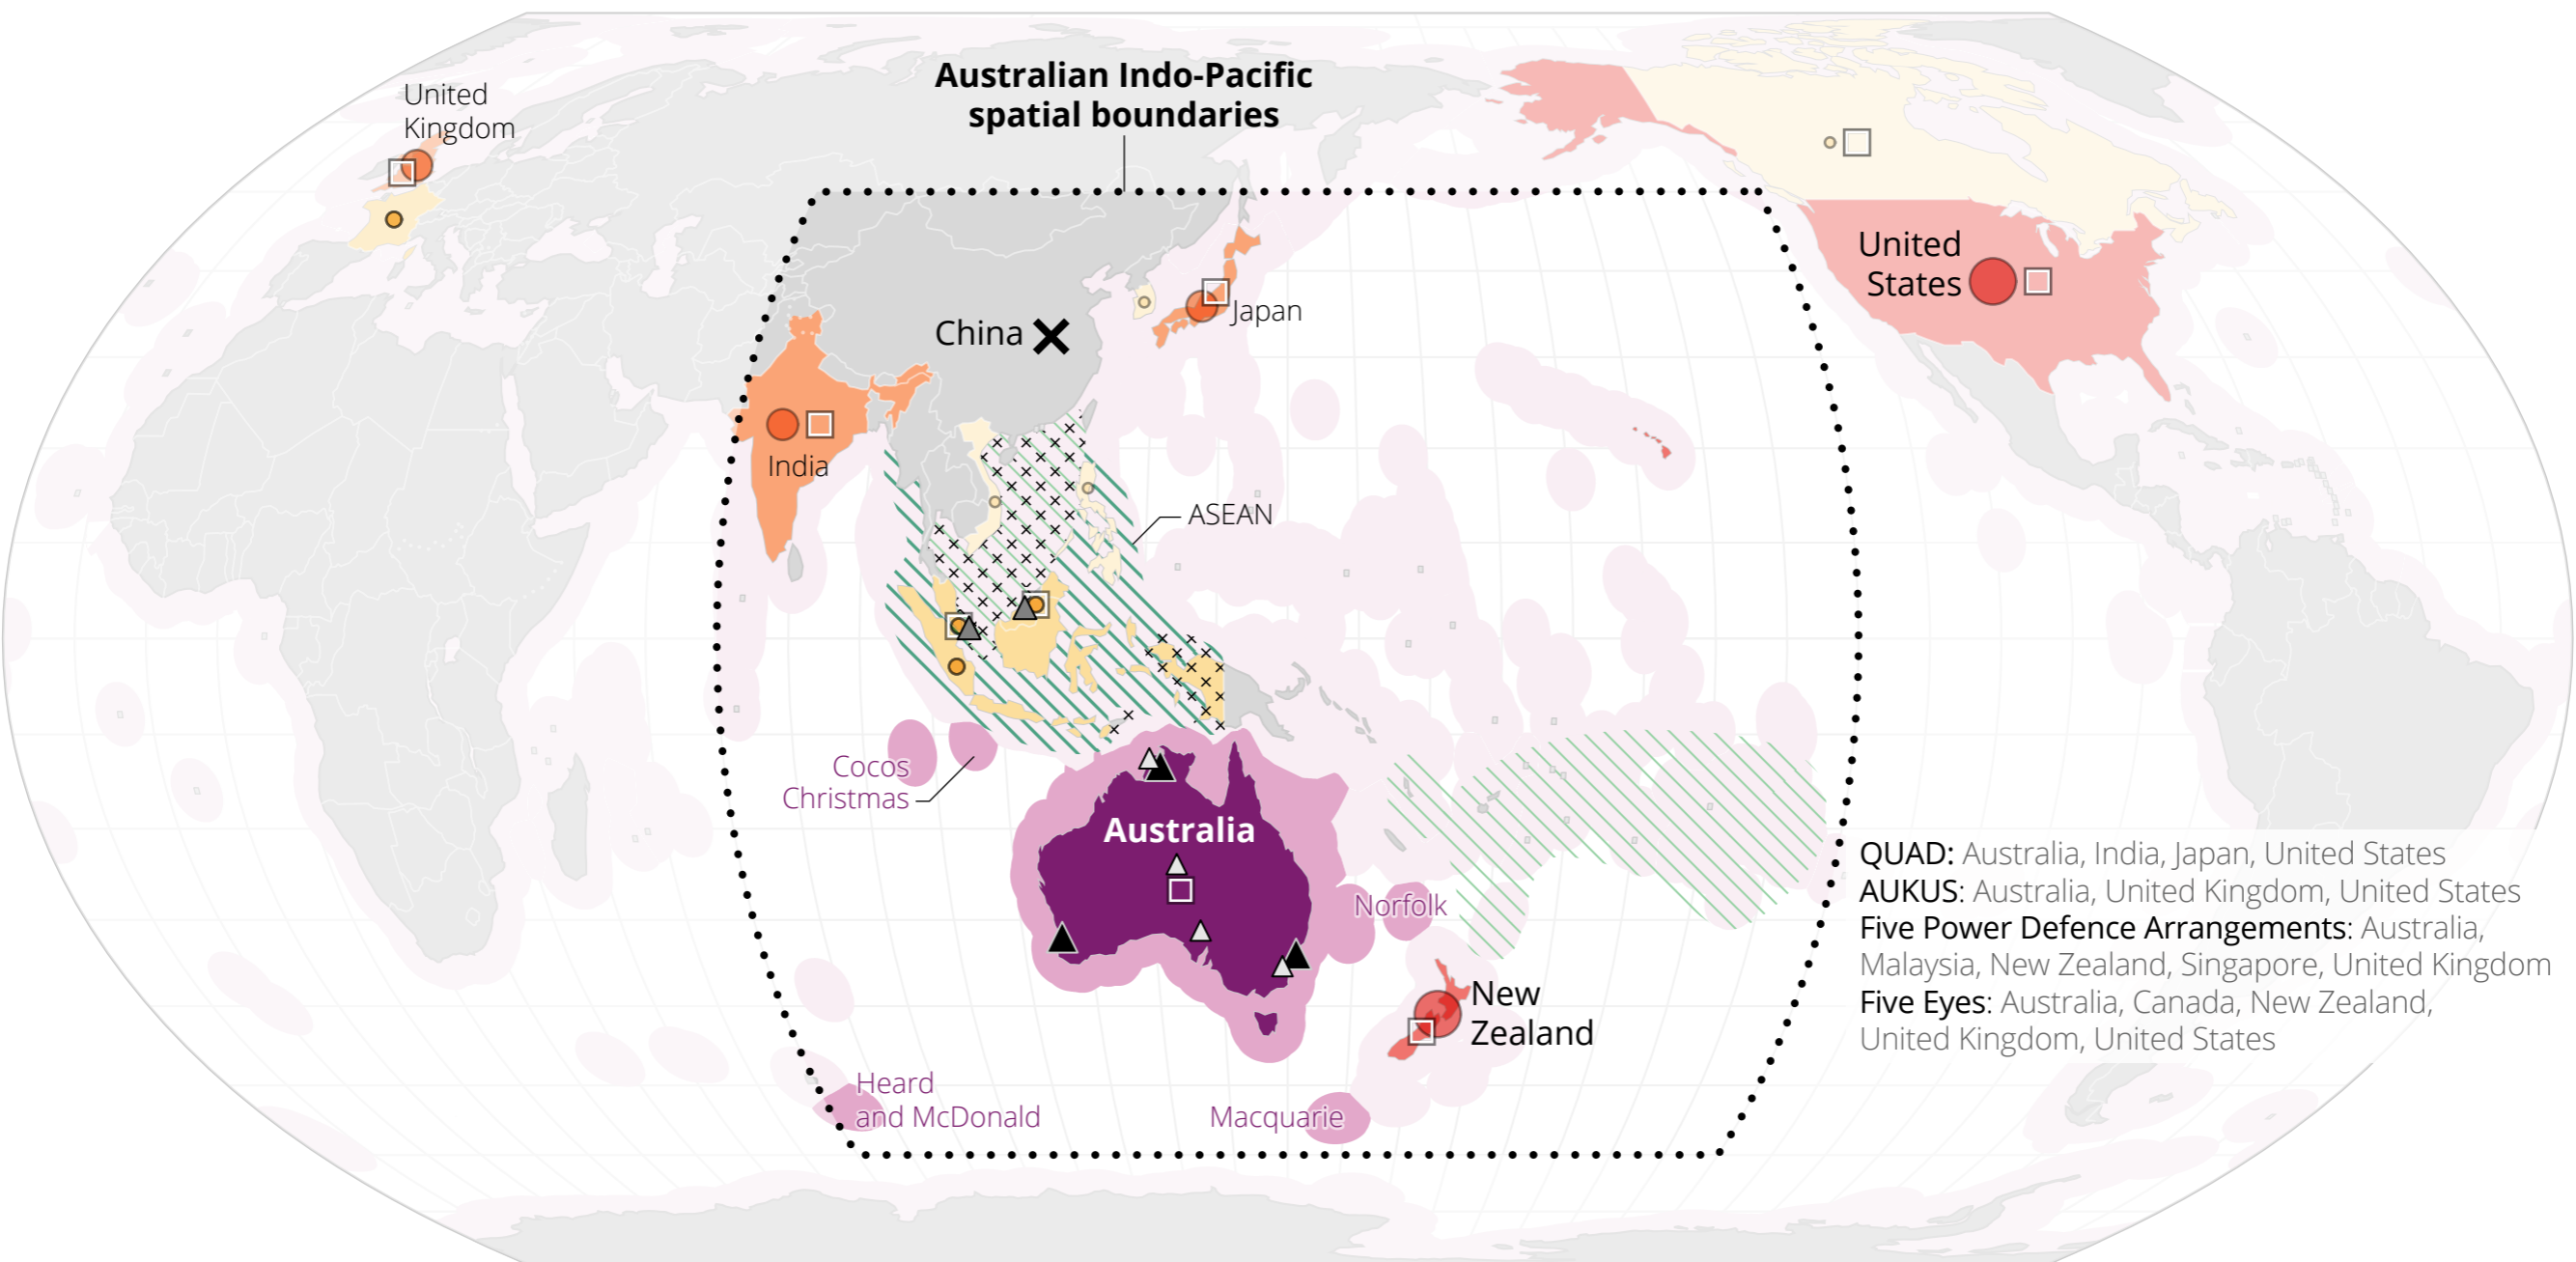 Australian Indo-Pacific
spatial boundaries
United
Kingdom
United
States
Japan
China
India
ASEAN
Cocos
Christmas
Australia
Norfolk
New
Zealand
Heard
and McDonald
Macquarie
QUAD: Australia, India, Japan, United States
AUKUS: Australia, United Kingdom, United States
Five Power Defence Arrangements: Australia,
Malaysia, New Zealand, Singapore, United Kingdom
Five Eyes: Australia, Canada, New Zealand,
United Kingdom, United States